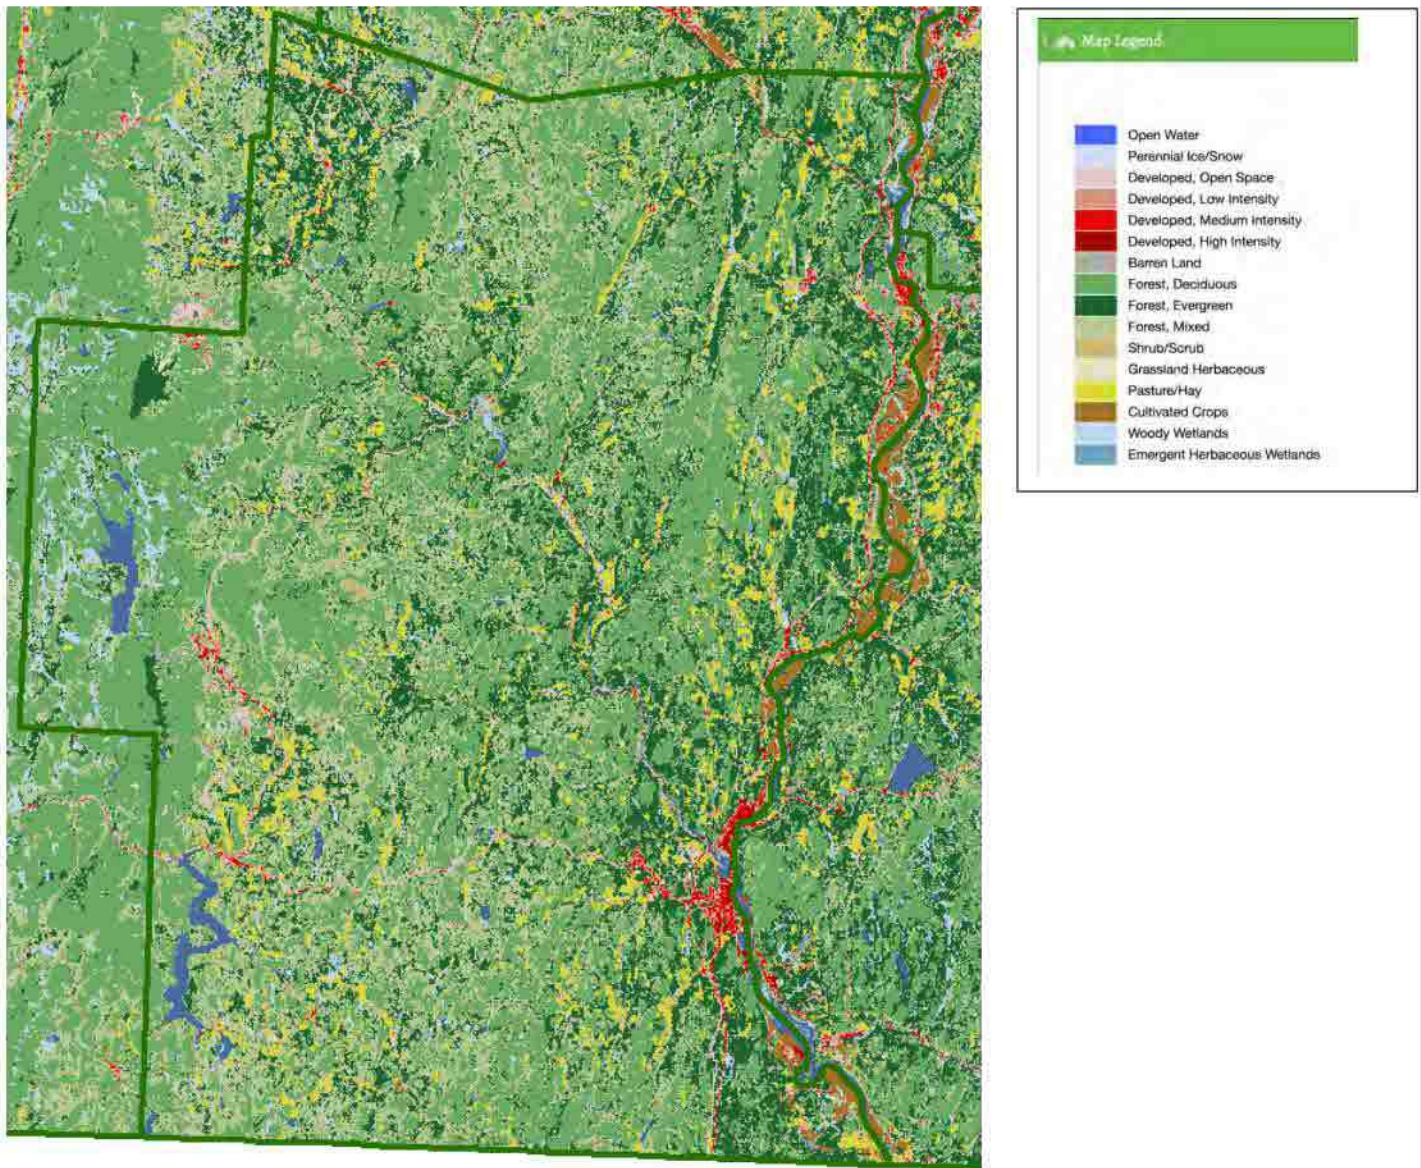 Map Legend
Open Water
Perennial Ice/Snow
Developed, Open Space
Developed, Low Intensity
Developed, Medium Intensity
Developed, High Intensity
Barren Land
Forest, Deciduous
Forest, Evergreen
Forest, Mixed
Shrub/Scrub
Grassland Herbaceous
Pasture/Hay
Cultivated Crops
Woody Wetlands
Emergent Herbaceous Wetlands